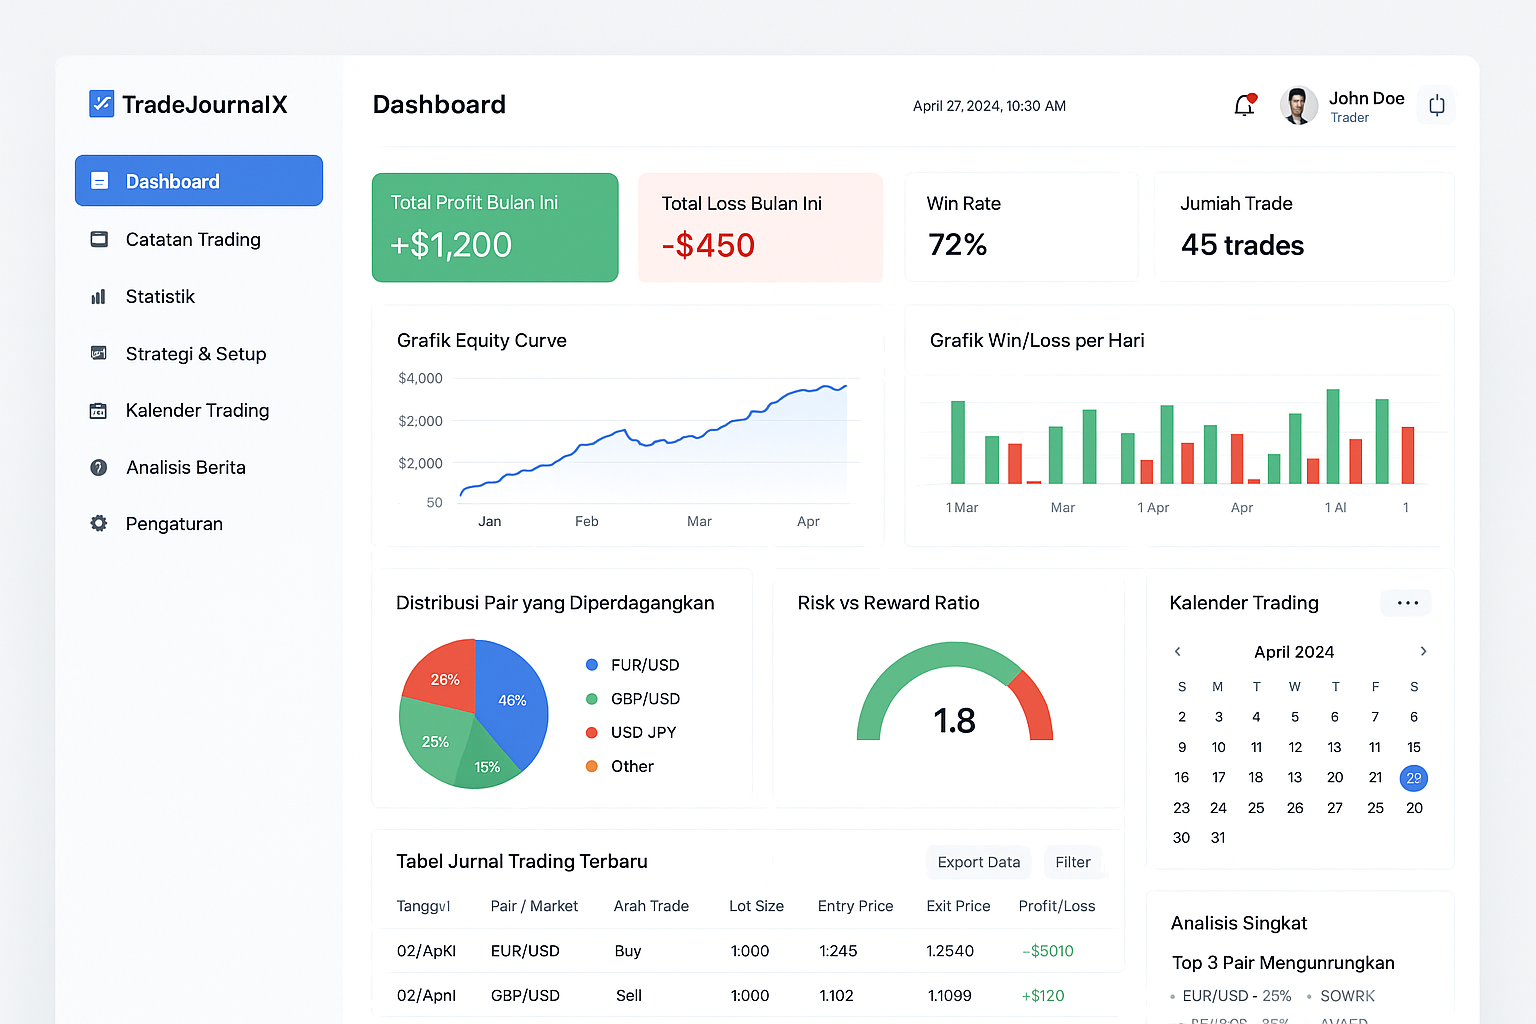 TradeJournalX
Dashboard
Catatan Trading
Statistik
Strategi & Setup
Kalender Trading
Analisis Berita
Pengaturan
Dashboard
April 27, 2024, 10:30 AM
John Doe
Trader
Total Profit Bulan Ini
+$1,200
Total Loss Bulan Ini
-$450
Win Rate
72%
Jumiah Trade
45 trades
Grafik Equity Curve
$4,000
$2,000
$2,000
50
Jan Feb Mar Apr
Grafik Win/Loss per Hari
1 Mar Mar 1 Apr Apr 1 Al 1
Distribusi Pair yang Diperdagangkan
26%
46%
25%
15%
FUR/USD
GBP/USD
USD JPY
Other
Risk vs Reward Ratio
1.8
Kalender Trading
April 2024
S M T W T F S
2 3 4 5 6 7 6
9 10 11 12 13 11 15
16 17 18 13 20 21
23 24 25 26 27 25 20
30 31
Tabel Jurnal Trading Terbaru
Export Data Filter
Tanggvl Pair / Market Arah Trade Lot Size Entry Price Exit Price Profit/Loss
02/ApKl EUR/USD Buy 1:000 1:245 1.2540 -$5010
02/Apnl GBP/USD Sell 1:000 1.102 1.1099 +$120
Analisis Singkat
Top 3 Pair Mengunrungkan
• EUR/USD - 25% • SOWRK